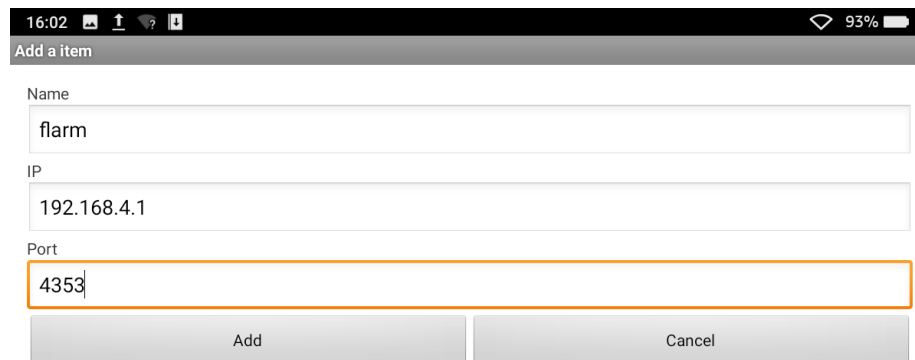 16:02 93%
Add a item
Name
flarm
IP
192.168.4.1
Port
4353
Add Cancel